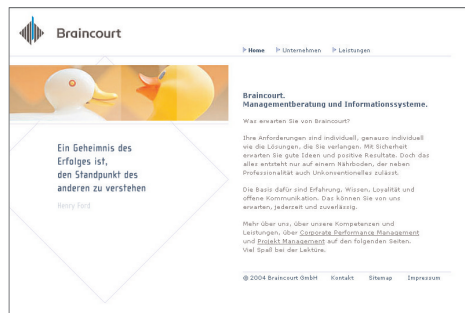 Braincourt
Home Unternehmen Leistungen
Ein Geheimnis des
Erfolges ist,
den Standpunkt des
anderen zu verstehen
Henry Ford
Braincourt.
Managementberatung und Informationssysteme.
Was erwarten Sie von Braincourt?
Ihre Anforderungen sind individuell, genauso individuell
wie die Lösungen, die Sie verlangen. Mit Sicherheit
erwarten Sie gute Ideen und positive Resultate. Doch das
alles entsteht nur auf einem Nährboden, der neben
Professionalität auch Unkonventionelles zulässt.
Die Basis dafür sind Erfahrung, Wissen, Loyalität und
offene Kommunikation. Das können Sie von uns
erwarten, jederzeit und zuverlässig.
Mehr über uns, über unsere Kompetenzen und
Leistungen, über Corporate Performance Management
und Projekt Management auf den folgenden Seiten.
Viel Spaß bei der Lektüre.
© 2004 Braincourt GmbH Kontakt Sitemap Impressum